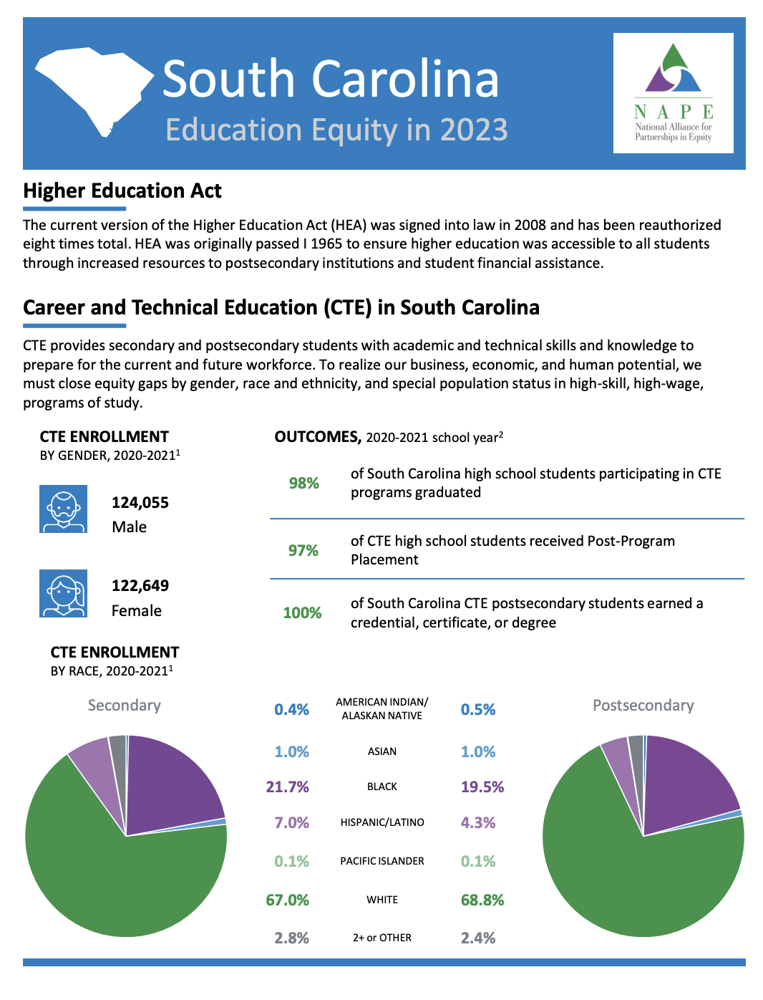 South Carolina
Education Equity in 2023
NAPE
National Alliance for
Partnerships in Equity
Higher Education Act
The current version of the Higher Education Act (HEA) was signed into law in 2008 and has been reauthorized
eight times total. HEA was originally passed I 1965 to ensure higher education was accessible to all students
through increased resources to postsecondary institutions and student financial assistance.
Career and Technical Education (CTE) in South Carolina
CTE provides secondary and postsecondary students with academic and technical skills and knowledge to
prepare for the current and future workforce. To realize our business, economic, and human potential, we
must close equity gaps by gender, race and ethnicity, and special population status in high-skill, high-wage,
programs of study.
CTE ENROLLMENT
BY GENDER, 2020-2021¹
124,055
Male
122,649
Female
OUTCOMES, 2020-2021 school year²
98%
of South Carolina high school students participating in CTE
programs graduated
97%
of CTE high school students received Post-Program
Placement
100%
of South Carolina CTE postsecondary students earned a
credential, certificate, or degree
CTE ENROLLMENT
BY RACE, 2020-2021¹
Secondary
Postsecondary
0.4% AMERICAN INDIAN/ 0.5%
ALASKAN NATIVE
1.0% ASIAN 1.0%
21.7% BLACK 19.5%
7.0% HISPANIC/LATINO 4.3%
0.1% PACIFIC ISLANDER 0.1%
67.0% WHITE 68.8%
2.8% 2+ or OTHER 2.4%